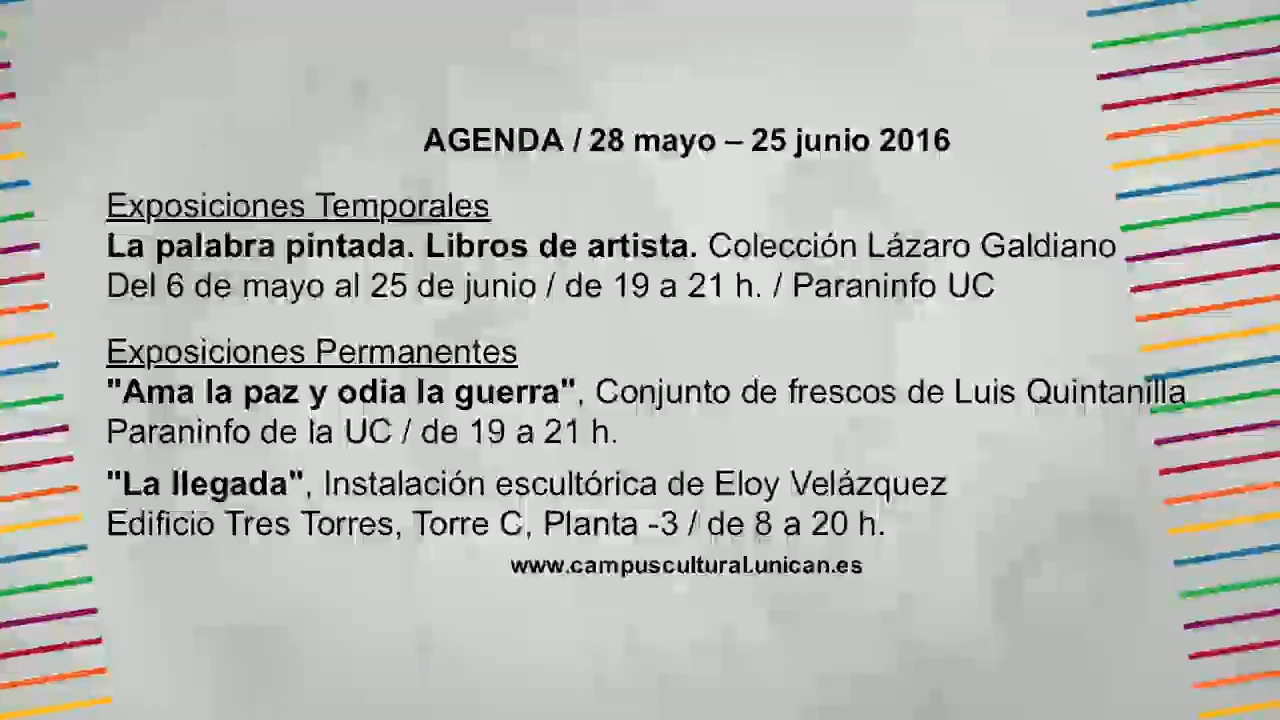 AGENDA / 28 mayo – 25 junio 2016
Exposiciones Temporales
La palabra pintada. Libros de artista. Colección Lázaro Galdiano
Del 6 de mayo al 25 de junio / de 19 a 21 h. / Paraninfo UC
Exposiciones Permanentes
"Ama la paz y odia la guerra", Conjunto de frescos de Luis Quintanilla
Paraninfo de la UC / de 19 a 21 h.
"La llegada", Instalación escultórica de Eloy Velázquez
Edificio Tres Torres, Torre C, Planta -3 / de 8 a 20 h.
www.campuscultural.unican.es